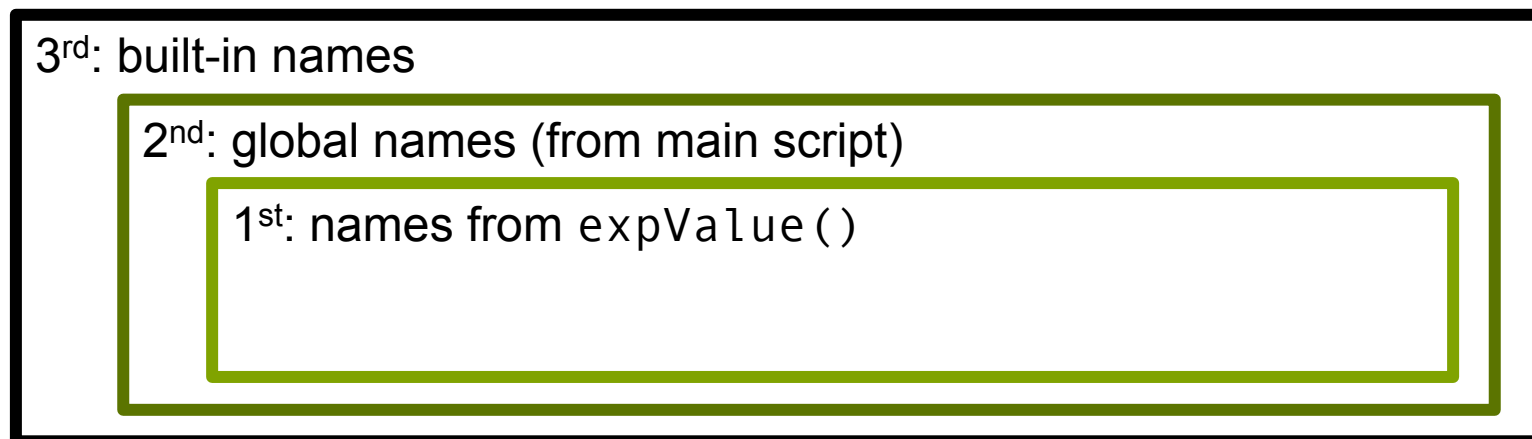 3rd: built-in names
2nd: global names (from main script)
1st: names from expValue()